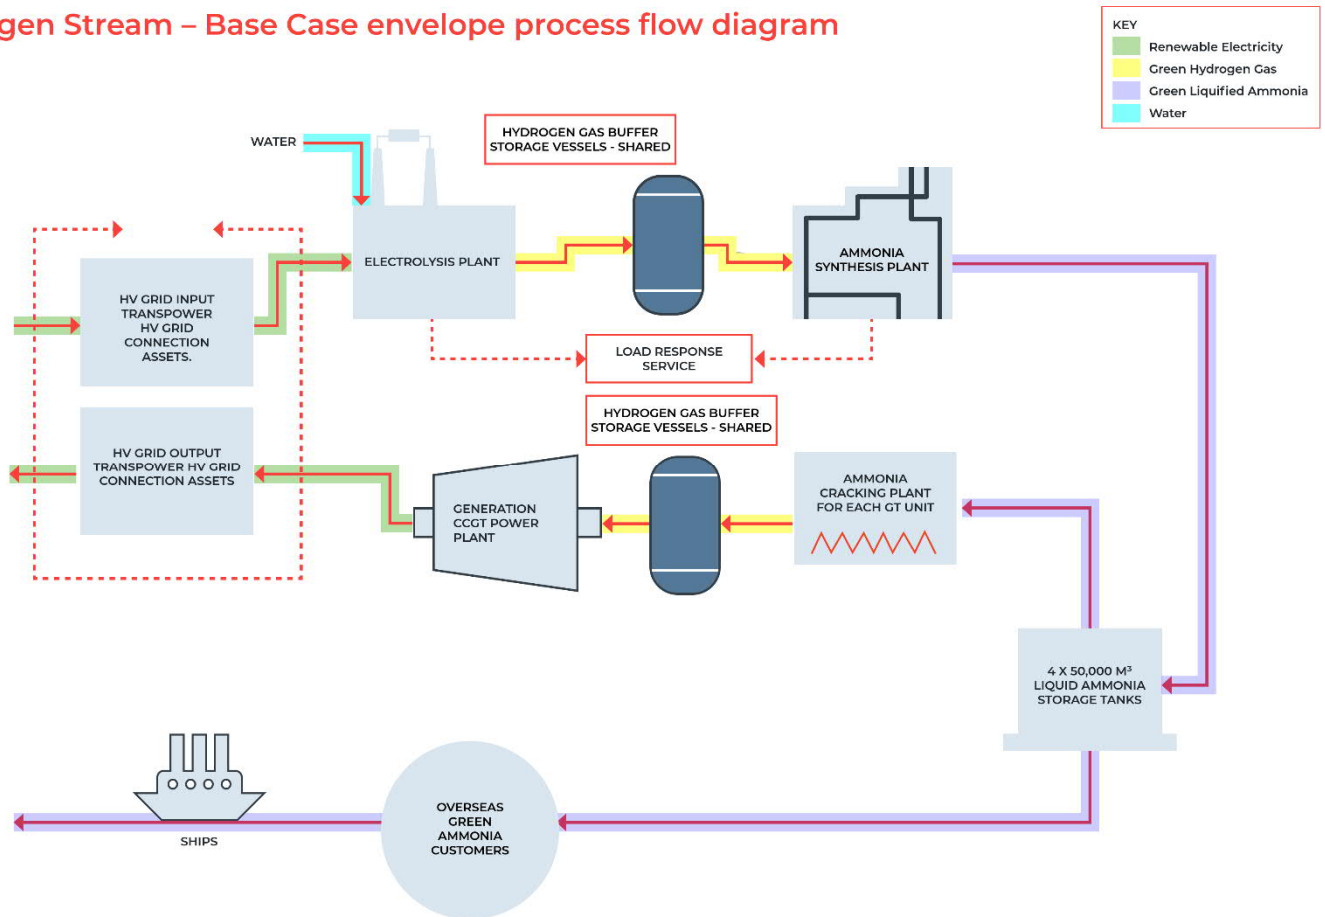 gen Stream – Base Case envelope process flow diagram
KEY
Renewable Electricity
Green Hydrogen Gas
Green Liquified Ammonia
Water
WATER
HYDROGEN GAS BUFFER
STORAGE VESSELS - SHARED
ELECTROLYSIS PLANT
AMMONIA
SYNTHESIS PLANT
HV GRID INPUT
TRANSPOWER
HV GRID
CONNECTION
ASSETS.
LOAD RESPONSE
SERVICE
HYDROGEN GAS BUFFER
STORAGE VESSELS - SHARED
HV GRID OUTPUT
TRANSPOWER HV GRID
CONNECTION ASSETS
GENERATION
CCGT POWER
PLANT
AMMONIA
CRACKING PLANT
FOR EACH GT UNIT
4 X 50,000 M³
LIQUID AMMONIA
STORAGE TANKS
OVERSEAS
GREEN
AMMONIA
CUSTOMERS
SHIPS